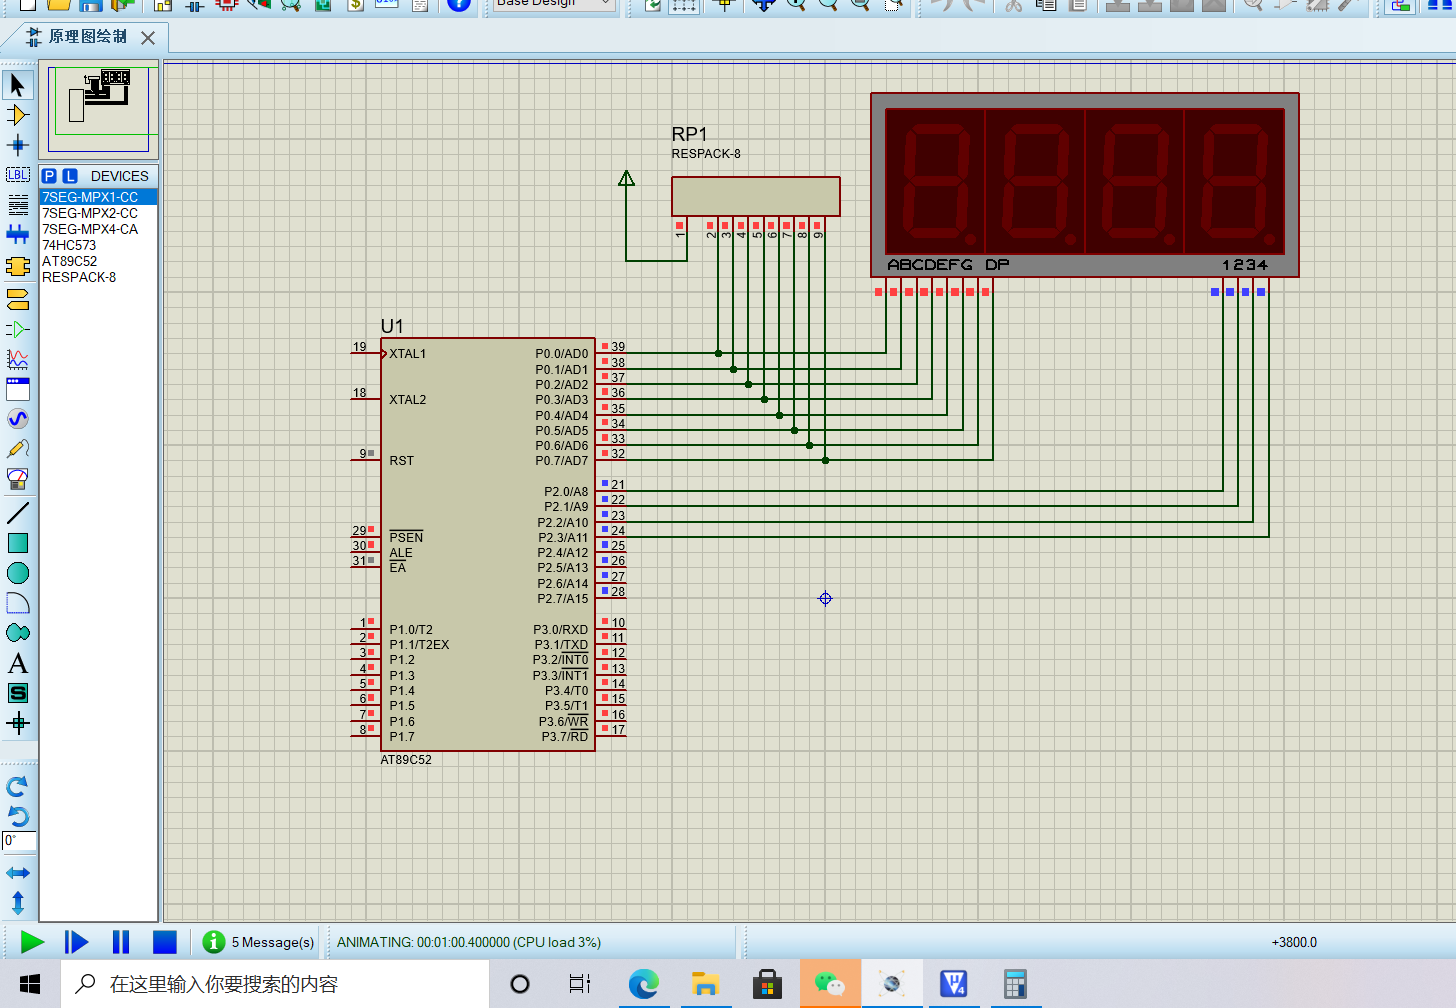 Base Design
原理图绘制
P L DEVICES
7SEG-MPX1-CC
7SEG-MPX2-CC
7SEG-MPX4-CA
74HC573
AT89C52
RESPACK-8
LBL
A
S
0°
RP1
RESPACK-8
1 2 3 4 5 6 7 8 9
ABCDEFG DP
1234
U1
19 XTAL1
18 XTAL2
9 RST
29 PSEN
30 ALE
31 EA
1 P1.0/T2
2 P1.1/T2EX
3 P1.2
4 P1.3
5 P1.4
6 P1.5
7 P1.6
8 P1.7
P0.0/AD0 39
P0.1/AD1 38
P0.2/AD2 37
P0.3/AD3 36
P0.4/AD4 35
P0.5/AD5 34
P0.6/AD6 33
P0.7/AD7 32
P2.0/A8 21
P2.1/A9 22
P2.2/A10 23
P2.3/A11 24
P2.4/A12 25
P2.5/A13 26
P2.6/A14 27
P2.7/A15 28
P3.0/RXD 10
P3.1/TXD 11
P3.2/INT0 12
P3.3/INT1 13
P3.4/T0 14
P3.5/T1 15
P3.6/WR 16
P3.7/RD 17
AT89C52
5 Message(s)
ANIMATING: 00:01:00.400000 (CPU load 3%)
+3800.0
在这里输入你要搜索的内容